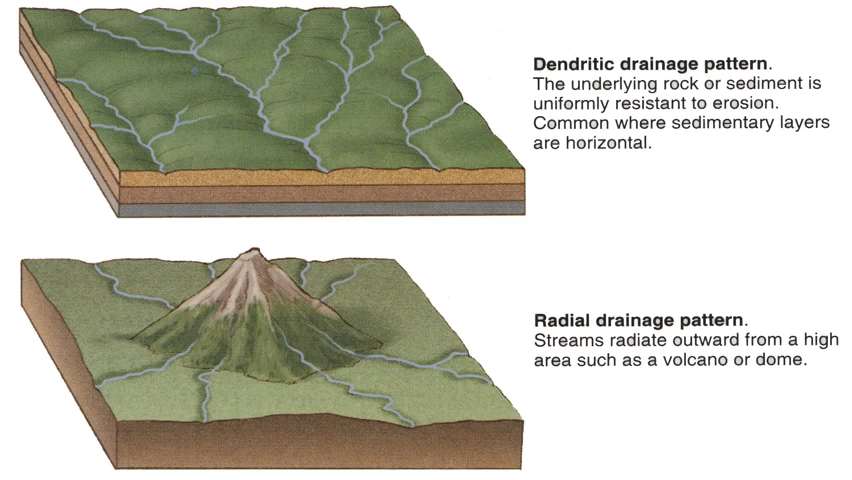 Dendritic drainage pattern.
The underlying rock or sediment is
uniformly resistant to erosion.
Common where sedimentary layers
are horizontal.
Radial drainage pattern.
Streams radiate outward from a high
area such as a volcano or dome.